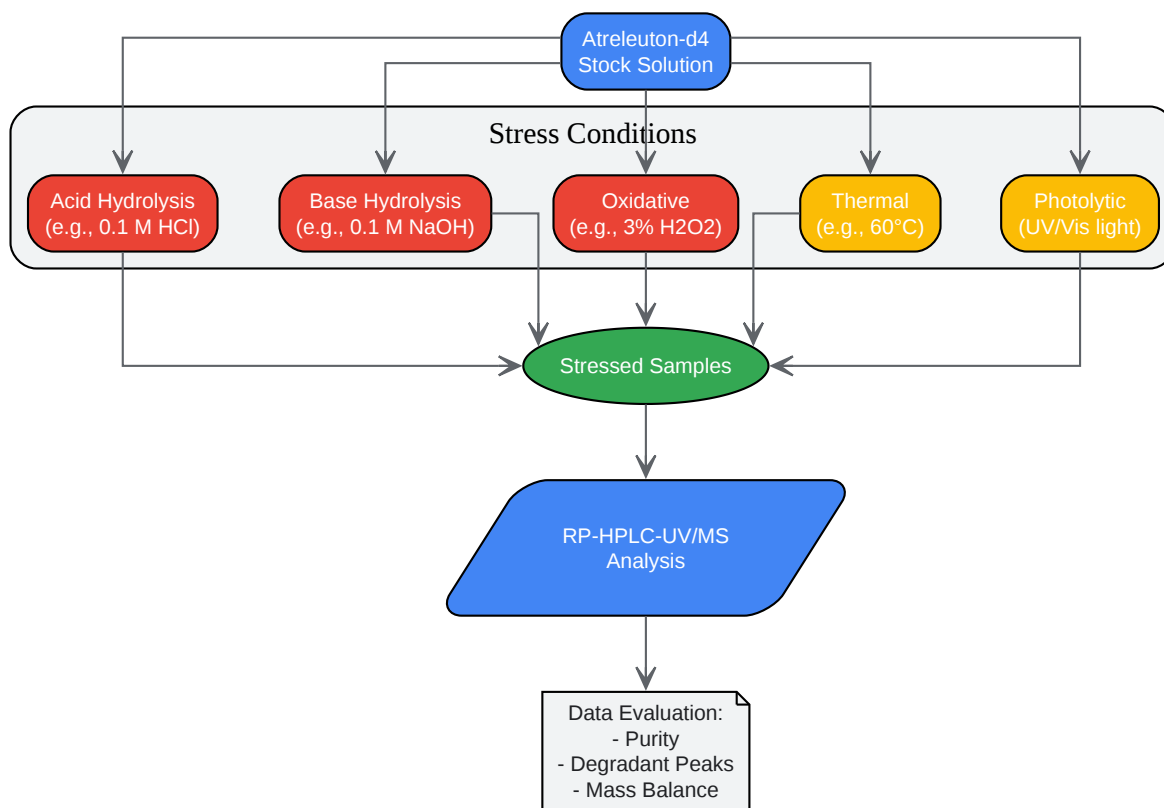 Atreleuton-d4
Stock Solution
Stress Conditions
Acid Hydrolysis
(e.g., 0.1 M HCl)
Base Hydrolysis
(e.g., 0.1 M NaOH)
Oxidative
(e.g., 3% H2O2)
Thermal
(e.g., 60°C)
Photolytic
(UV/Vis light)
Stressed Samples
RP-HPLC-UV/MS
Analysis
Data Evaluation:
- Purity
- Degradant Peaks
- Mass Balance